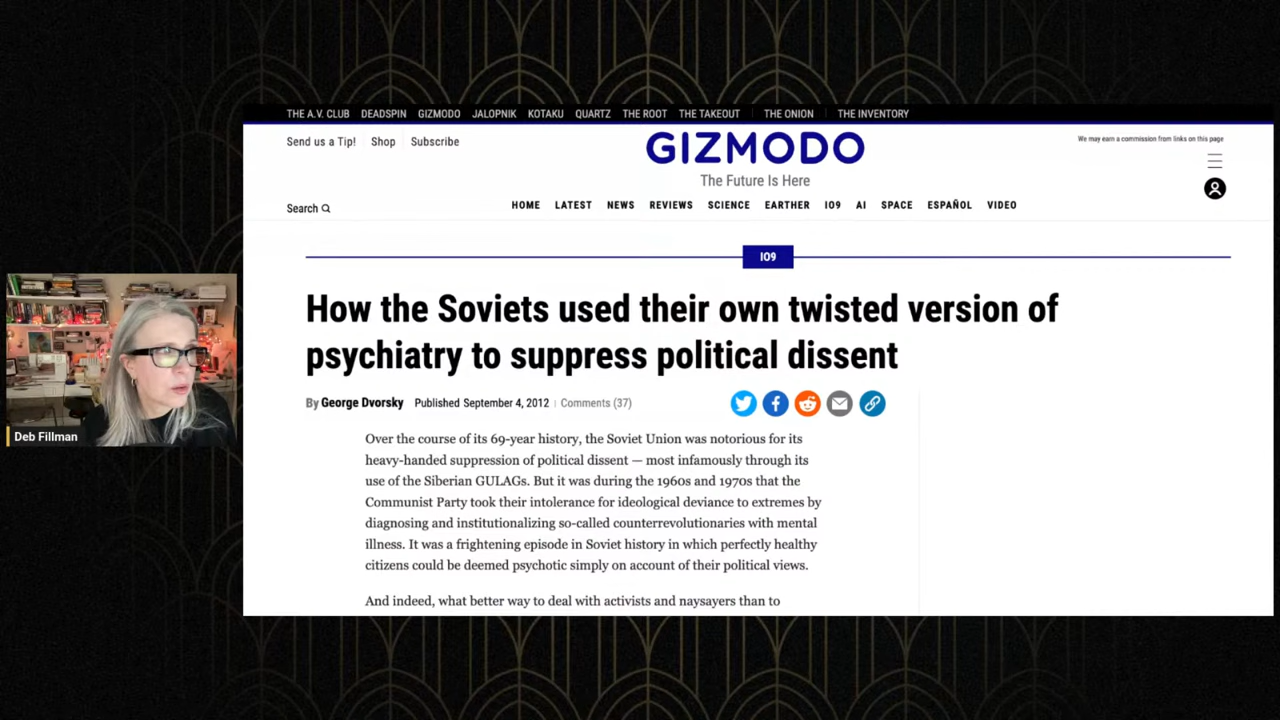 THE A.V. CLUB DEADSPIN GIZMODO JALOPNIK KOTAKU QUARTZ THE ROOT THE TAKEOUT THE ONION THE INVENTORY
Send us a Tip! Shop Subscribe
GIZMODO
We may earn a commission from links on this page
The Future Is Here
Search
HOME LATEST NEWS REVIEWS SCIENCE EARTHER IO9 AI SPACE ESPAÑOL VIDEO
IO9
How the Soviets used their own twisted version of
psychiatry to suppress political dissent
By George Dvorsky Published September 4, 2012 Comments (37)
Over the course of its 69-year history, the Soviet Union was notorious for its
heavy-handed suppression of political dissent — most infamously through its
use of the Siberian GULAGs. But it was during the 1960s and 1970s that the
Communist Party took their intolerance for ideological deviance to extremes by
diagnosing and institutionalizing so-called counterrevolutionaries with mental
illness. It was a frightening episode in Soviet history in which perfectly healthy
citizens could be deemed psychotic simply on account of their political views.
And indeed, what better way to deal with activists and naysayers than to
Deb Fillman